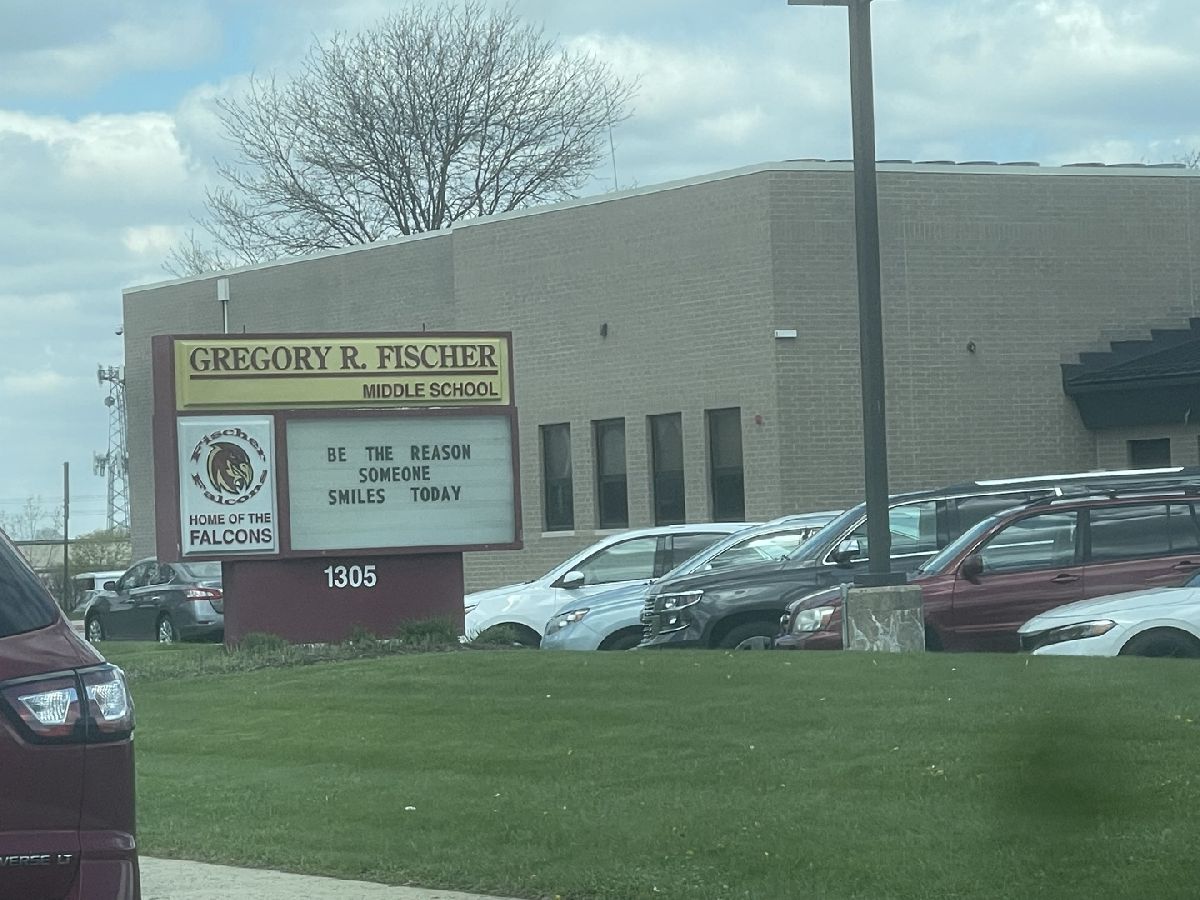 GREGORY R. FISCHER
MIDDLE SCHOOL
Fischer
Falcons
HOME OF THE
FALCONS
BE THE REASON
SOMEONE
SMILES TODAY
1305
VERSE LT